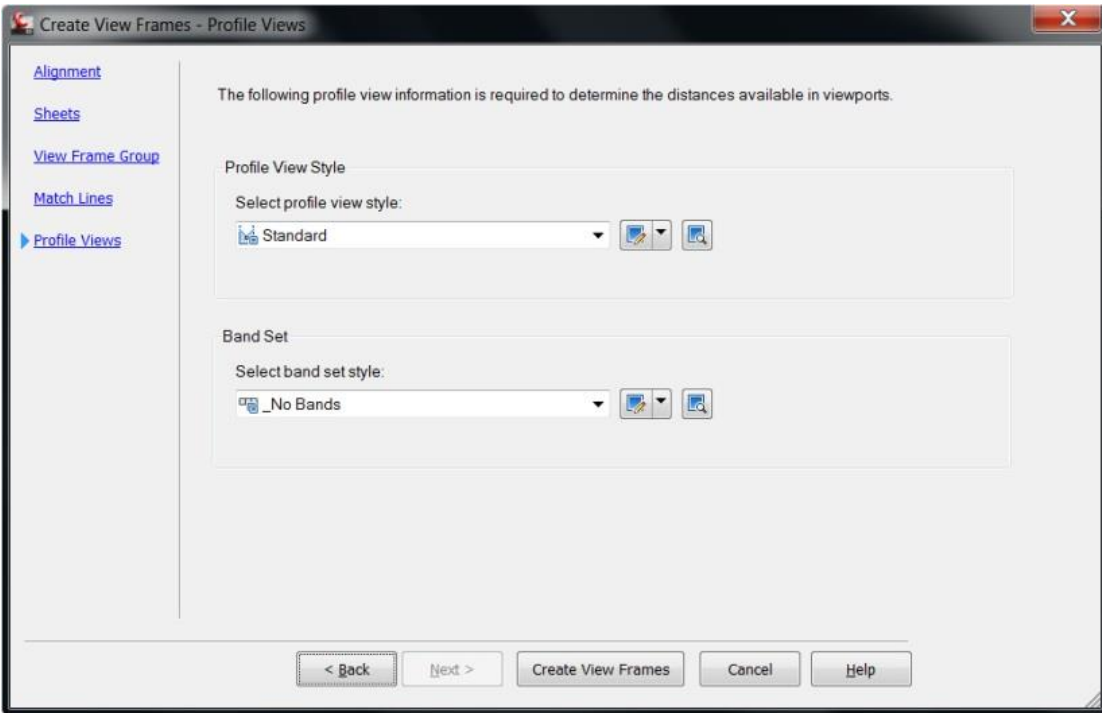 Create View Frames - Profile Views
Alignment
Sheets
View Frame Group
Match Lines
Profile Views
The following profile view information is required to determine the distances available in viewports.
Profile View Style
Select profile view style:
Standard
Band Set
Select band set style:
_No Bands
< Back
Next >
Create View Frames
Cancel
Help